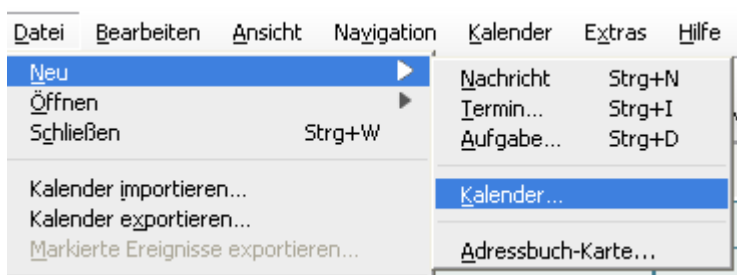 Datei Bearbeiten Ansicht Navigation Kalender Extras Hilfe
Neu
Öffnen
Schließen Strg+W
Kalender importieren...
Kalender exportieren...
Markierte Ereignisse exportieren...
Nachricht Strg+N
Termin... Strg+I
Aufgabe... Strg+D
Kalender...
Adressbuch-Karte...